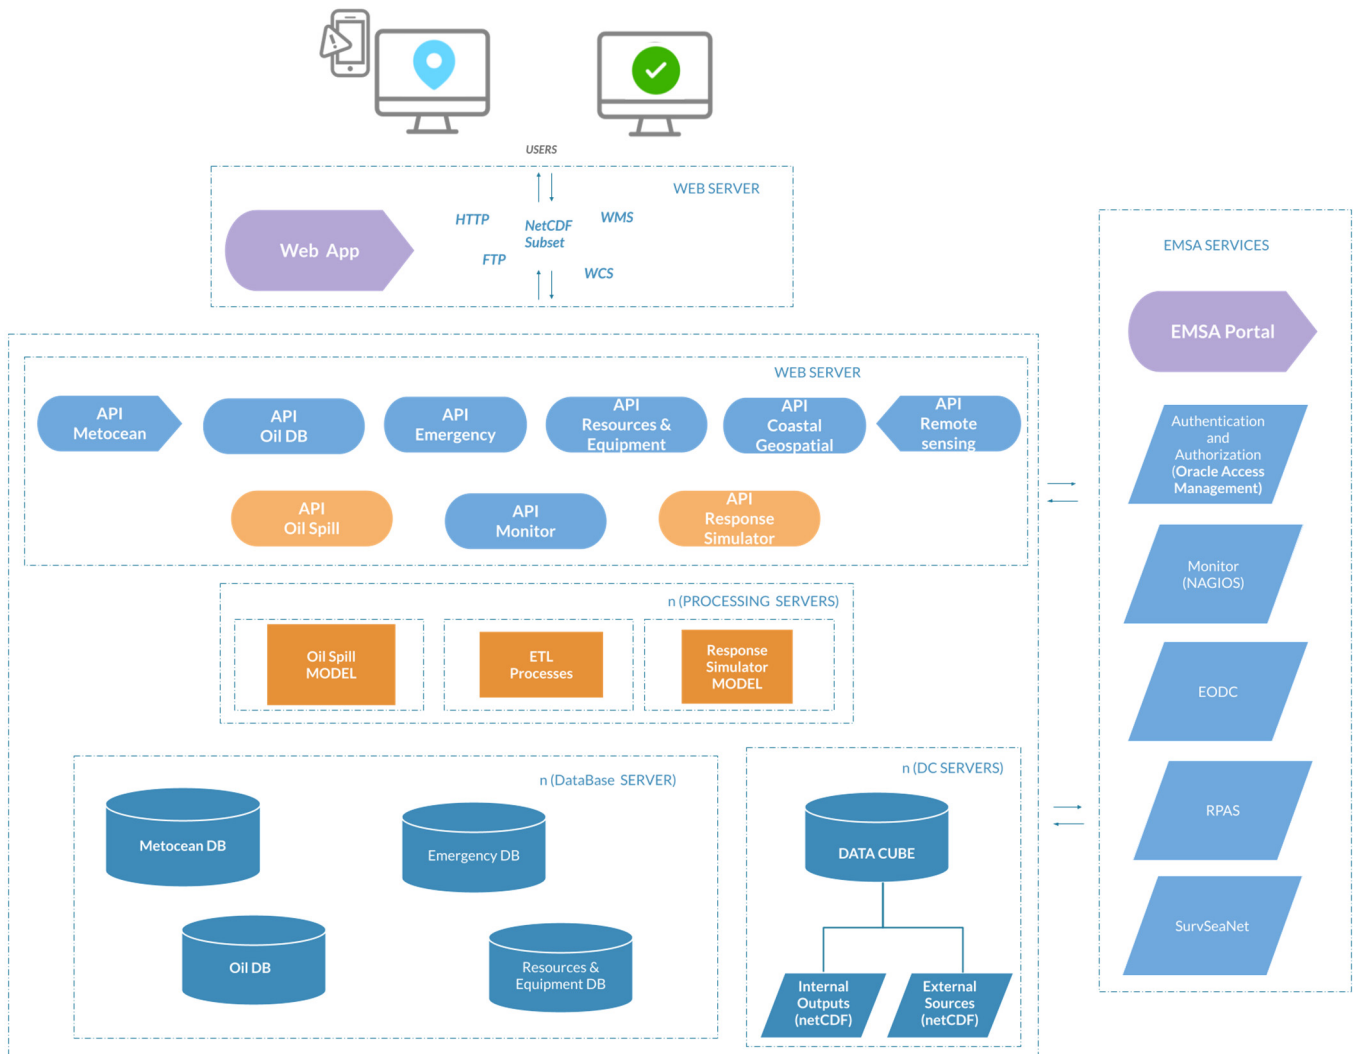 USERS
WEB SERVER
HTTP
NetCDF
Subset
WMS
Web App
FTP
WCS
EMSA SERVICES
EMSA Portal
WEB SERVER
API
Metocean
API
Oil DB
API
Emergency
API
Resources &
Equipment
API
Coastal
Geospatial
API
Remote
sensing
API
Oil Spill
API
Monitor
API
Response
Simulator
Authentication
and
Authorization
(Oracle Access
Management)
Monitor
(NAGIOS)
n (PROCESSING SERVERS)
Oil Spill
MODEL
ETL
Processes
Response
Simulator
MODEL
EODC
n (DataBase SERVER)
Metocean DB
Emergency DB
Oil DB
Resources &
Equipment DB
n (DC SERVERS)
DATA CUBE
Internal
Outputs
(netCDF)
External
Sources
(netCDF)
RPAS
SurvSeaNet